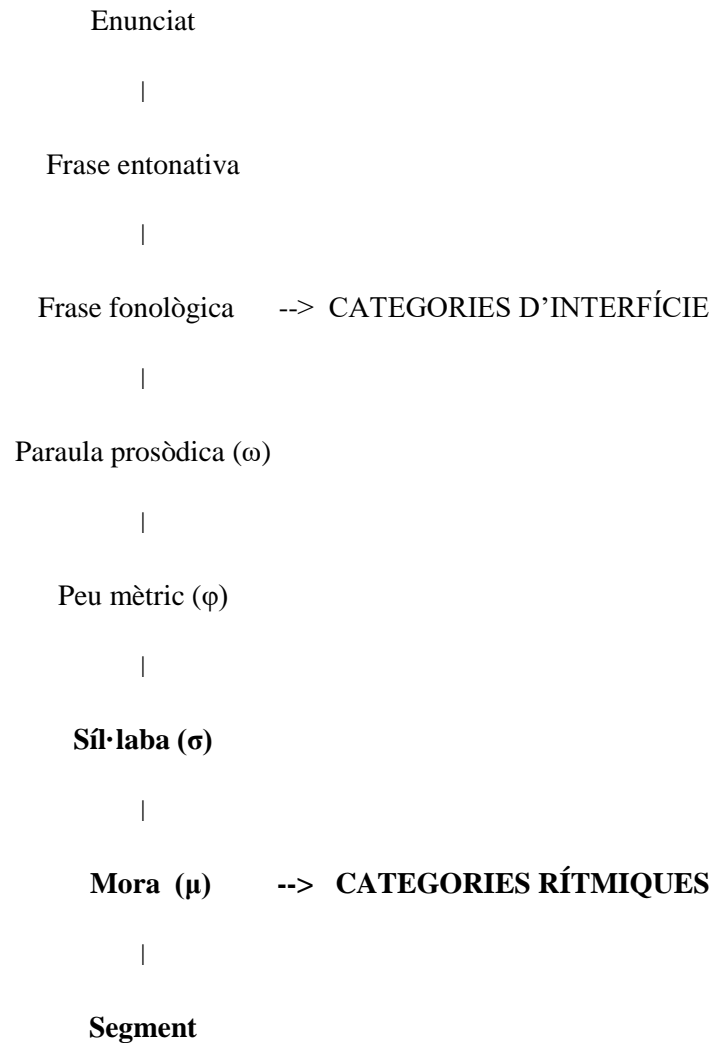 Enunciat
|
Frase entonativa
|
Frase fonològica --> CATEGORIES D’INTERFÍCIE
|
Paraula prosòdica (ω)
|
Peu mètric (φ)
|
Síl·laba (σ)
|
Mora (μ) --> CATEGORIES RÍTMIQUES
|
Segment